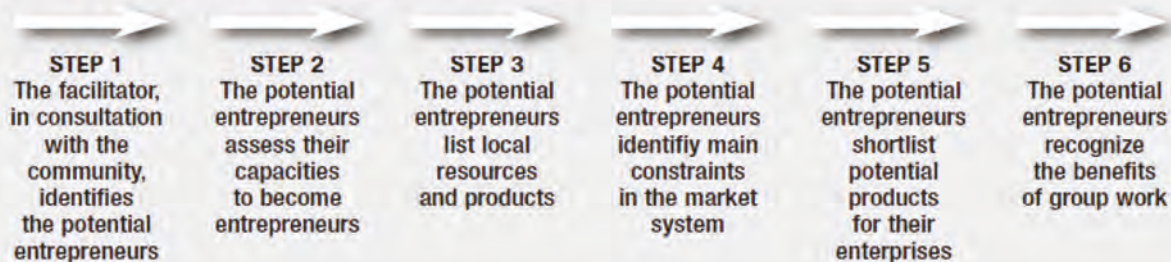 STEP 1
The facilitator,
in consultation
with the
community,
identifies
the potential
entrepreneurs
STEP 2
The potential
entrepreneurs
assess their
capacities
to become
entrepreneurs
STEP 3
The potential
entrepreneurs
list local
resources
and products
STEP 4
The potential
entrepreneurs
identifiy main
constraints
in the market
system
STEP 5
The potential
entrepreneurs
shortlist
potential
products
for their
enterprises
STEP 6
The potential
entrepreneurs
recognize
the benefits
of group work